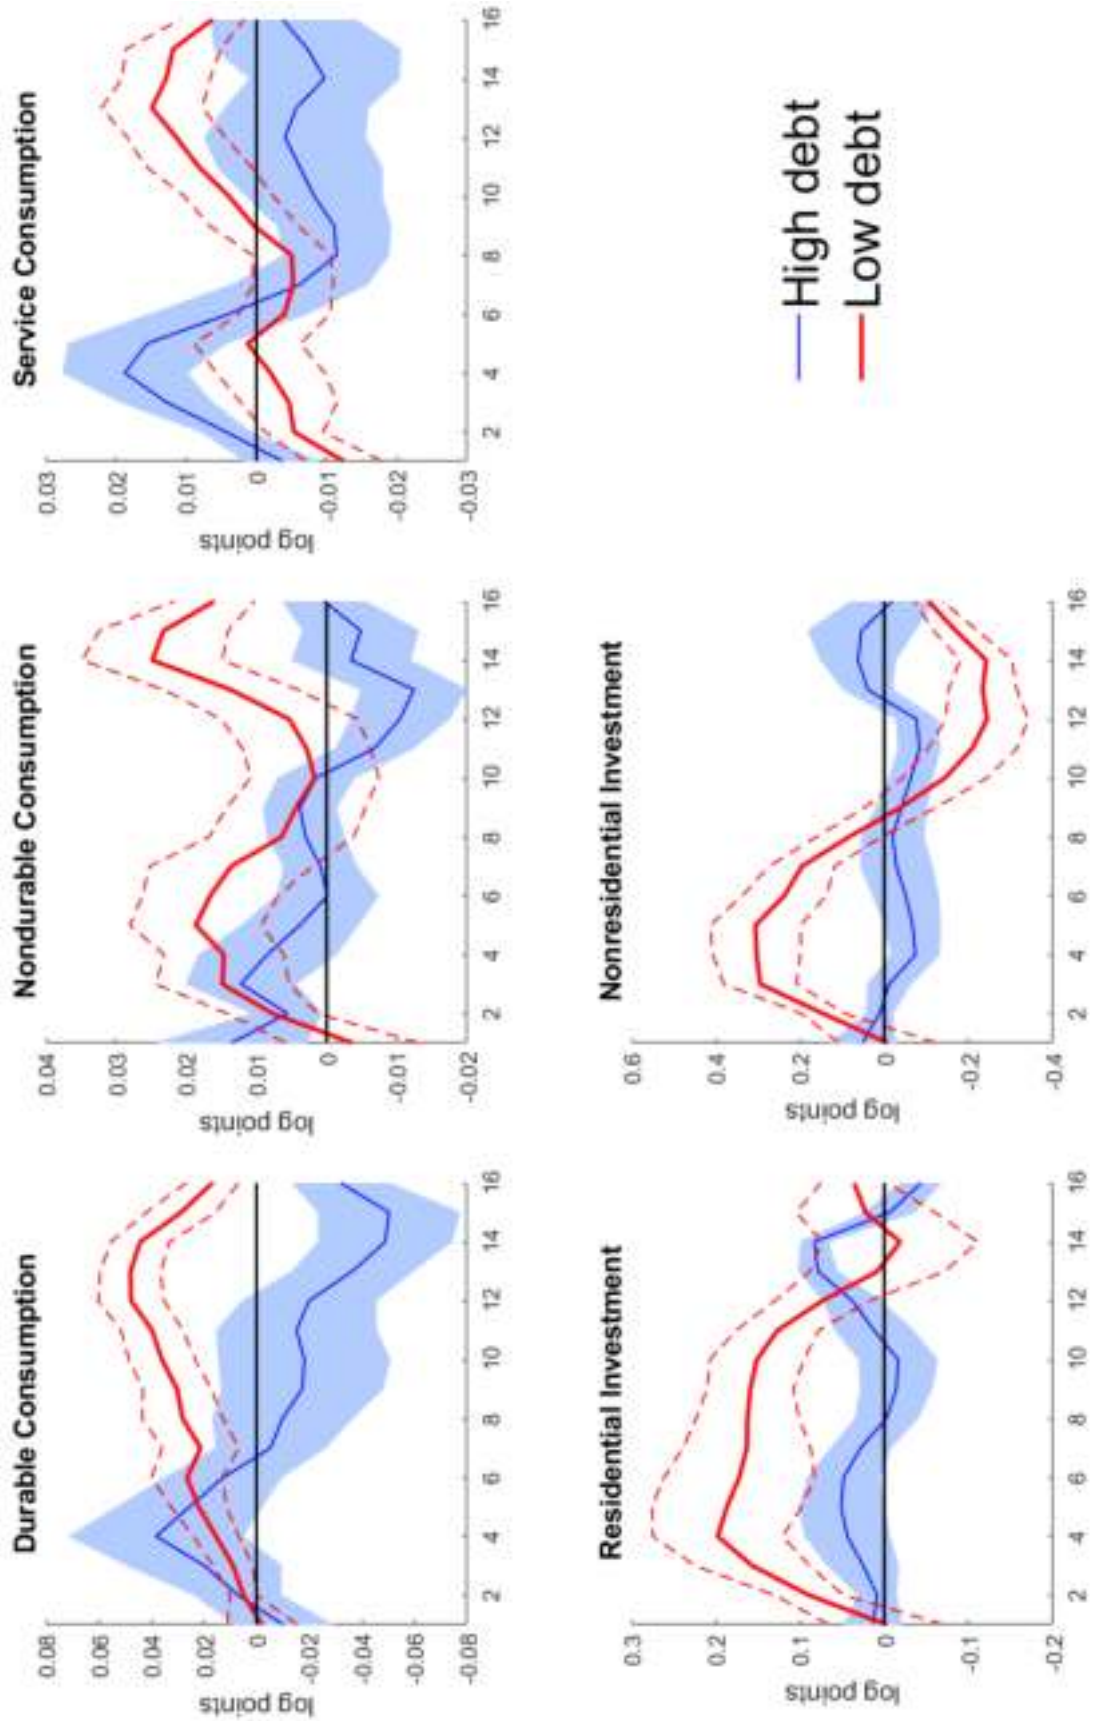 Durable Consumption
log points
0.08
0.06
0.04
0.02
0
-0.02
-0.04
-0.06
-0.08
2 4 6 8 10 12 14 16
Nondurable Consumption
log points
0.04
0.03
0.02
0.01
0
-0.01
-0.02
2 4 6 8 10 12 14 16
Service Consumption
log points
0.03
0.02
0.01
0
-0.01
-0.02
-0.03
2 4 6 8 10 12 14 16
Residential Investment
log points
0.3
0.2
0.1
0
-0.1
-0.2
2 4 6 8 10 12 14 16
Nonresidential Investment
log points
0.6
0.4
0.2
0
-0.2
-0.4
2 4 6 8 10 12 14 16
High debt
Low debt